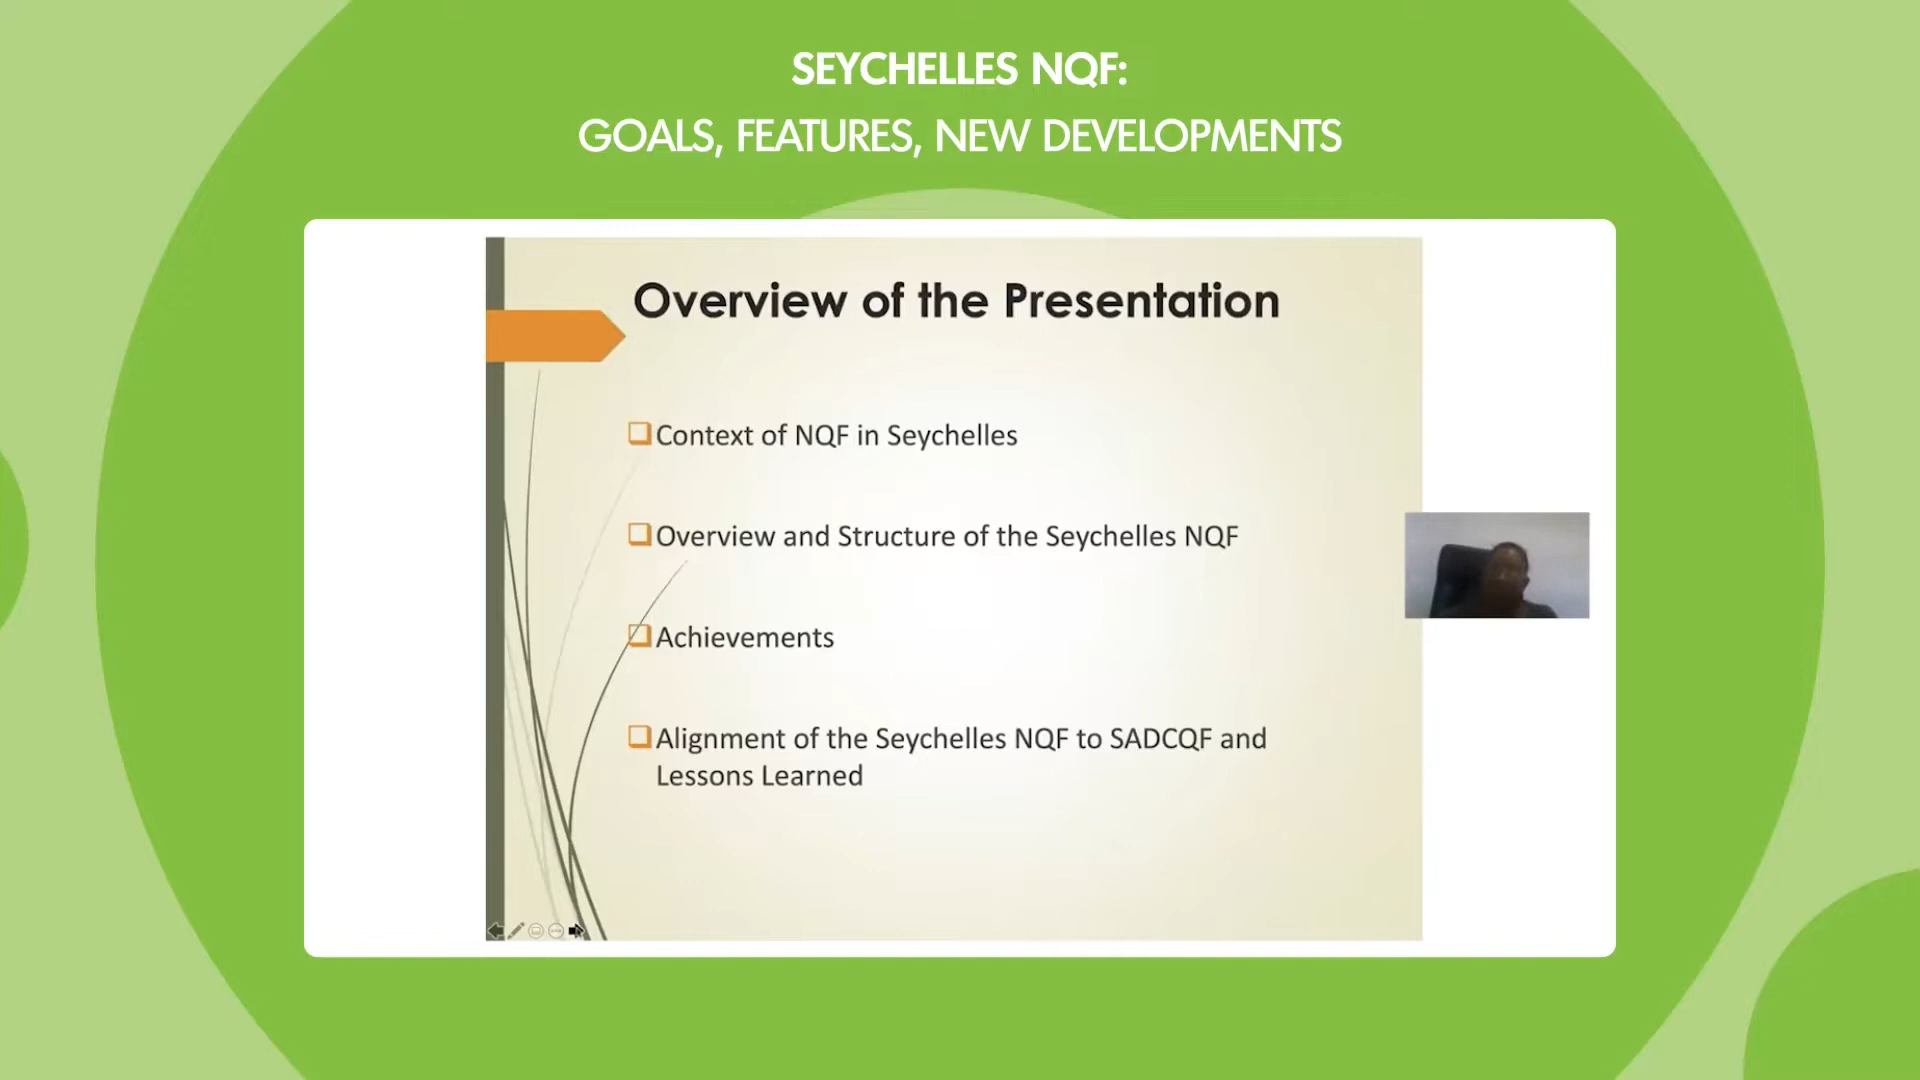 SEYCHELLES NQF:
GOALS, FEATURES, NEW DEVELOPMENTS
Overview of the Presentation
Context of NQF in Seychelles
Overview and Structure of the Seychelles NQF
Achievements
Alignment of the Seychelles NQF to SADCQF and
Lessons Learned